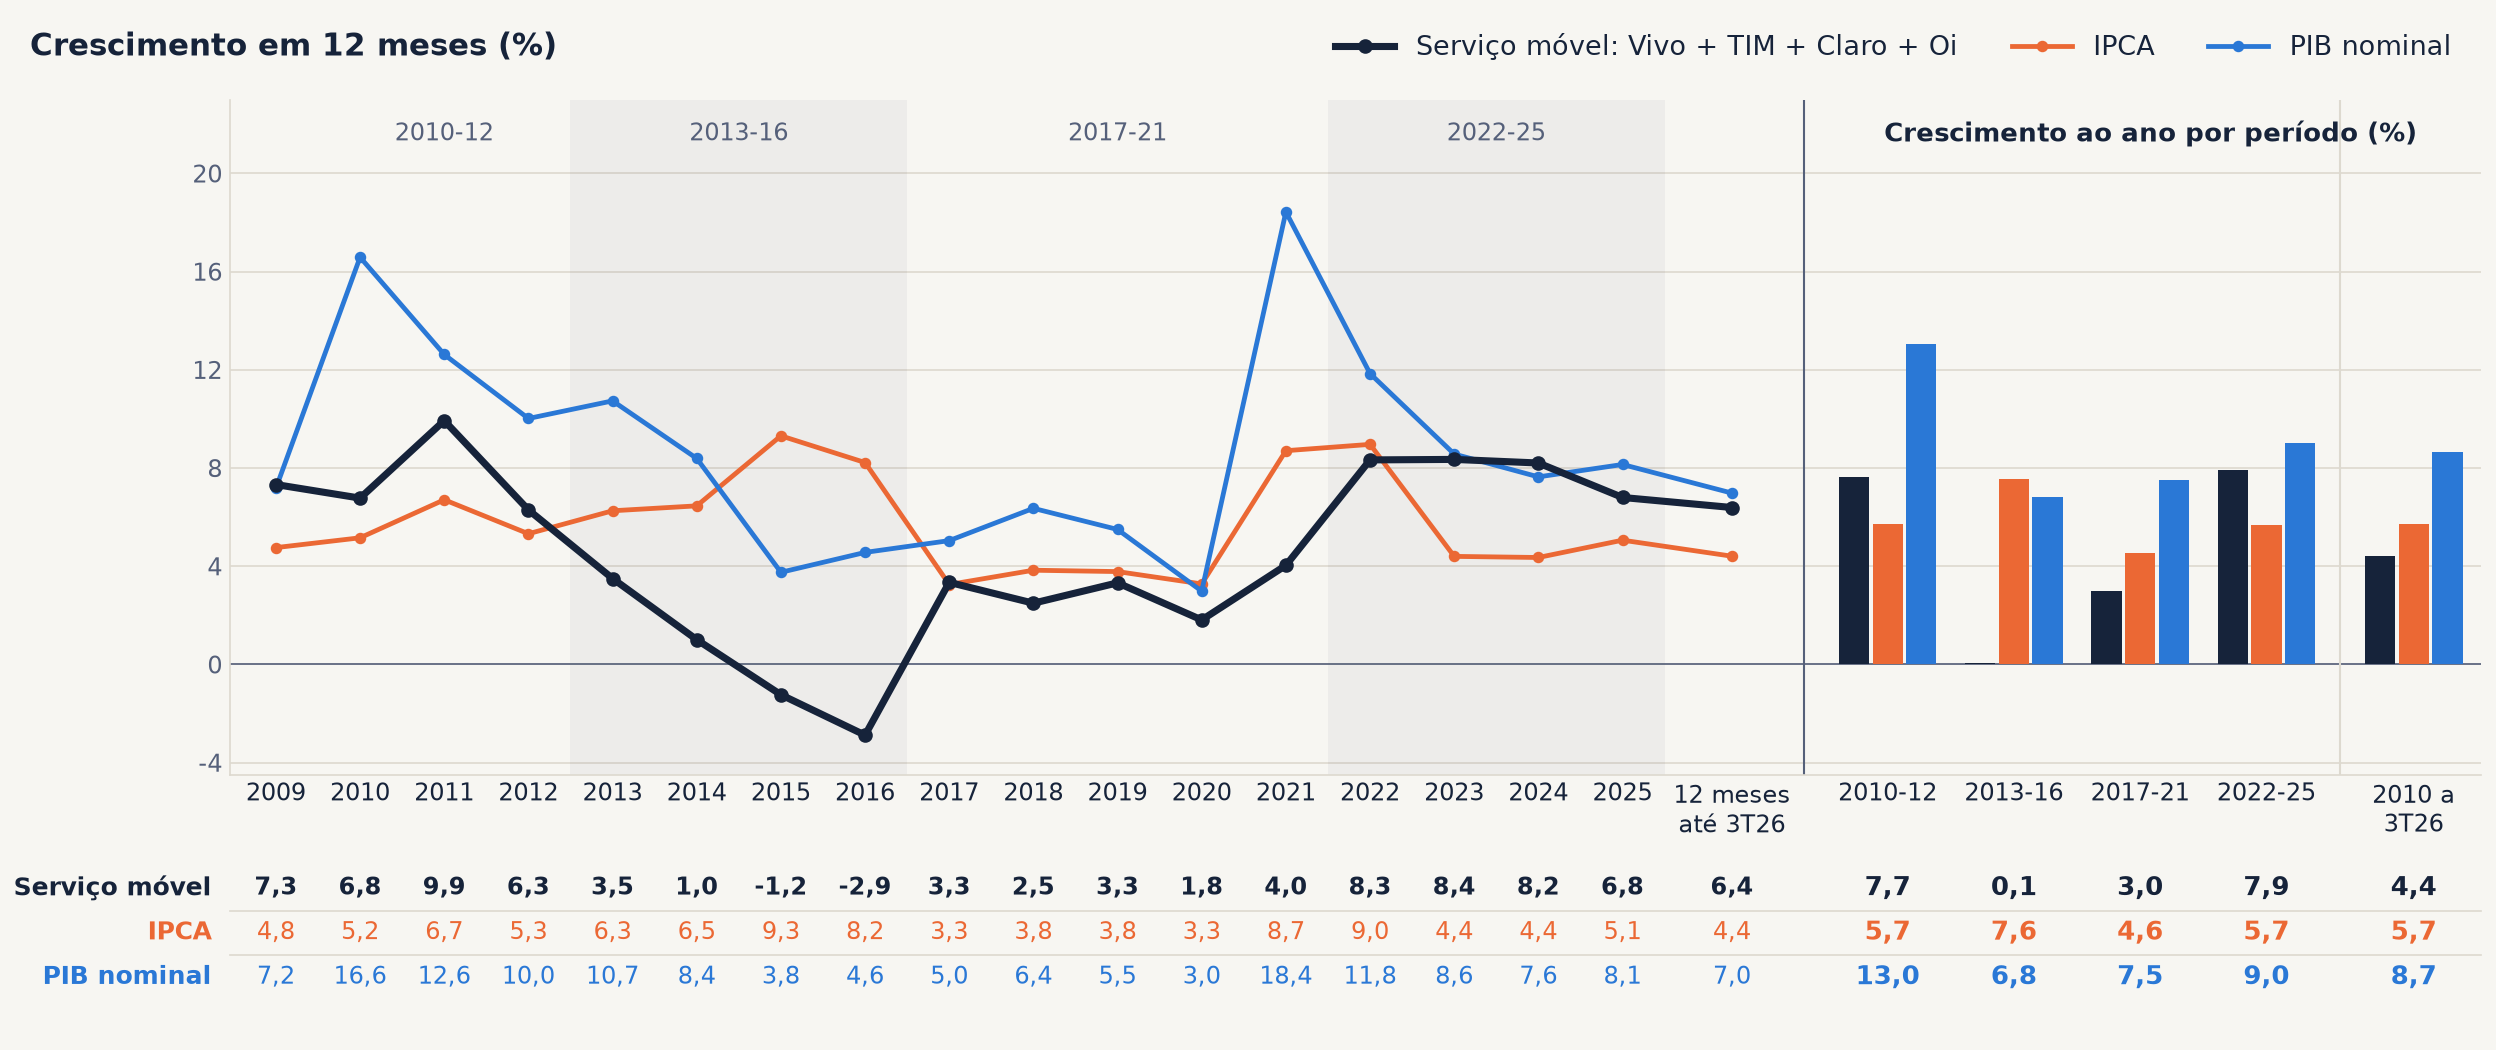 Crescimento em 12 meses (%)
Serviço móvel: Vivo + TIM + Claro + Oi
IPCA
PIB nominal
2010-12
2013-16
2017-21
2022-25
Crescimento ao ano por período (%)
20
16
12
8
4
0
-4
2009 2010 2011 2012 2013 2014 2015 2016 2017 2018 2019 2020 2021 2022 2023 2024 2025 12 meses até 3T26 2010-12 2013-16 2017-21 2022-25 2010 a 3T26
Serviço móvel 7,3 6,8 9,9 6,3 3,5 1,0 -1,2 -2,9 3,3 2,5 3,3 1,8 4,0 8,3 8,4 8,2 6,8 6,4 7,7 0,1 3,0 7,9 4,4
IPCA 4,8 5,2 6,7 5,3 6,3 6,5 9,3 8,2 3,3 3,8 3,8 3,3 8,7 9,0 4,4 4,4 5,1 4,4 5,7 7,6 4,6 5,7 5,7
PIB nominal 7,2 16,6 12,6 10,0 10,7 8,4 3,8 4,6 5,0 6,4 5,5 3,0 18,4 11,8 8,6 7,6 8,1 7,0 13,0 6,8 7,5 9,0 8,7